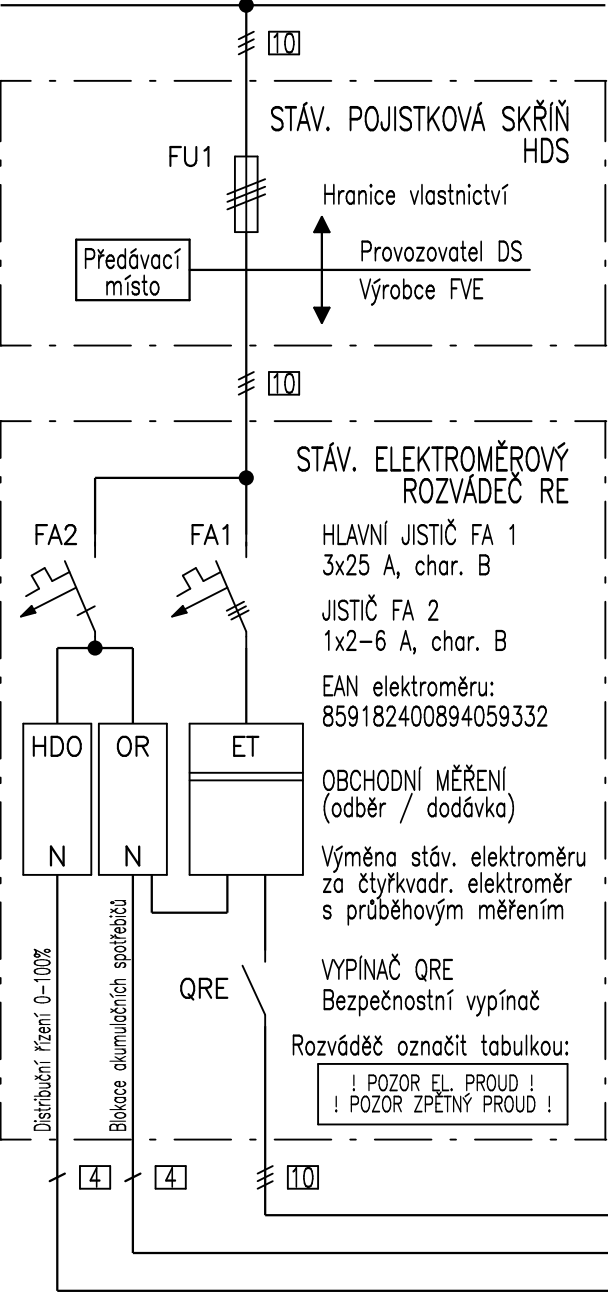 10
STÁV. POJISTKOVÁ SKŘÍŇ
HDS
FU1
Hranice vlastnictví
Předávací
místo
Provozovatel DS
Výrobce FVE
10
STÁV. ELEKTROMĚROVÝ
ROZVÁDEČ RE
FA2
FA1
HLAVNÍ JISTIČ FA 1
3x25 A, char. B
JISTIČ FA 2
1x2-6 A, char. B
EAN elektroměru:
859182400894059332
HDO
OR
ET
N
N
OBCHODNÍ MĚŘENÍ
(odběr / dodávka)
Výměna stáv. elektroměru
za čtyřkvadr. elektroměr
s průběhovým měřením
Distribuční řízení 0-100%
Blokace akumulačních spotřebičů
QRE
VYPÍNAČ QRE
Bezpečnostní vypínač
Rozváděč označit tabulkou:
! POZOR EL. PROUD !
! POZOR ZPĚTNÝ PROUD !
4
4
10